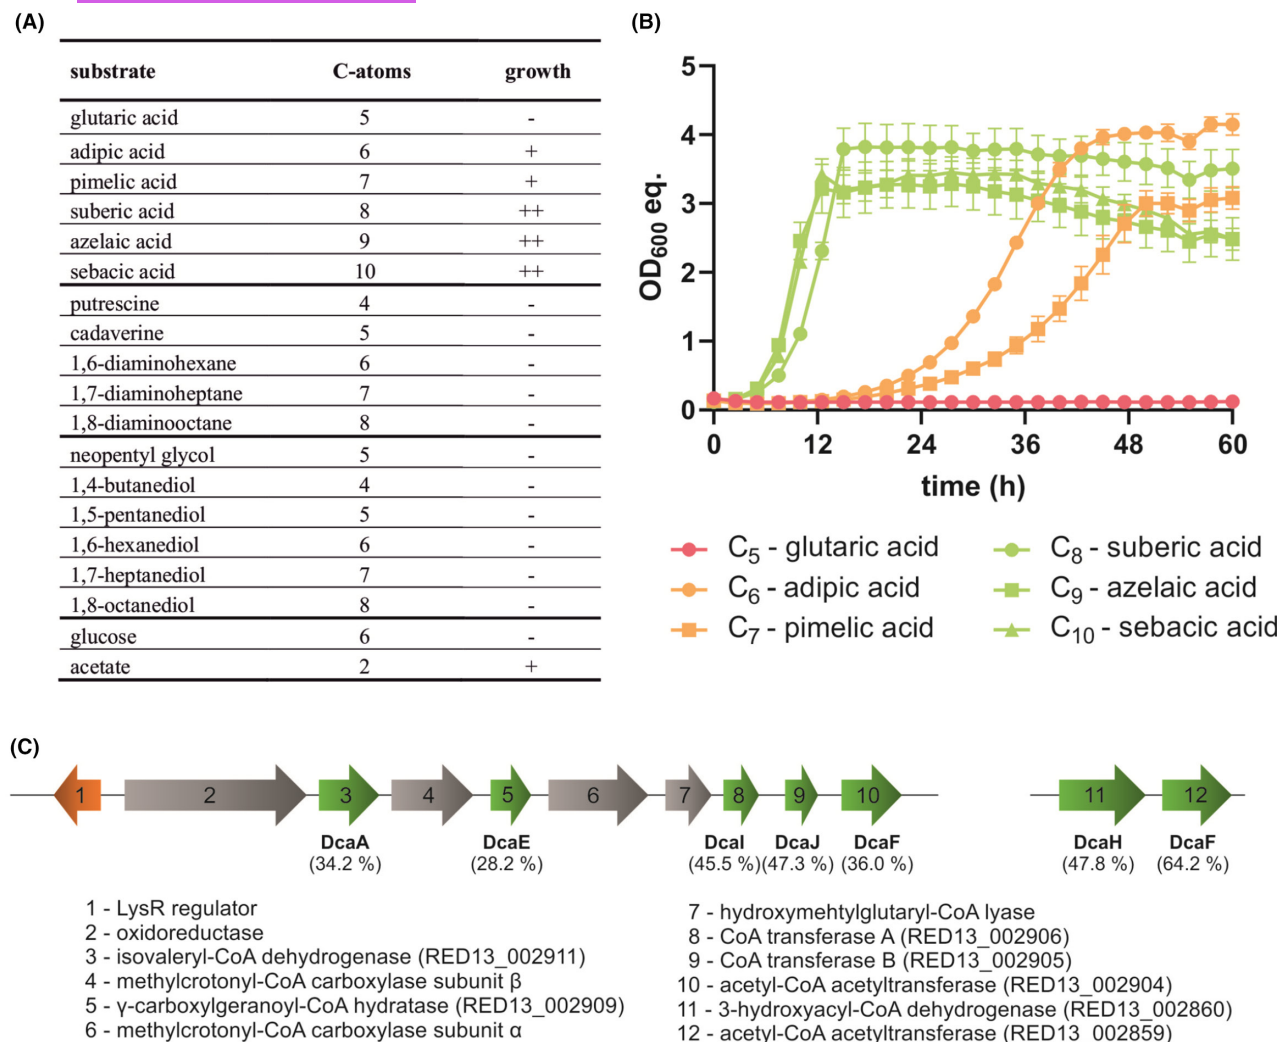 (A)
substrate C-atoms growth
glutaric acid 5 -
adipic acid 6 +
pimelic acid 7 +
suberic acid 8 ++
azelaic acid 9 ++
sebacic acid 10 ++
putrescine 4 -
cadaverine 5 -
1,6-diaminohexane 6 -
1,7-diaminoheptane 7 -
1,8-diaminooctane 8 -
neopentyl glycol 5 -
1,4-butanediol 4 -
1,5-pentanediol 5 -
1,6-hexanediol 6 -
1,7-heptanediol 7 -
1,8-octanediol 8 -
glucose 6 -
acetate 2 +
(B)
OD600 eq.
5
4
3
2
1
0
0 12 24 36 48 60
time (h)
C5 - glutaric acid
C6 - adipic acid
C7 - pimelic acid
C8 - suberic acid
C9 - azelaic acid
C10 - sebacic acid
(C)
1 2 3 4 5 6 7 8 9 10 11 12
DcaA DcaE DcaI DcaJ DcaF DcaH DcaF
(34.2 %) (28.2 %) (45.5 %) (47.3 %) (36.0 %) (47.8 %) (64.2 %)
1 - LysR regulator
2 - oxidoreductase
3 - isovaleryl-CoA dehydrogenase (RED13_002911)
4 - methylcrotonyl-CoA carboxylase subunit β
5 - γ-carboxylgeranoyl-CoA hydratase (RED13_002909)
6 - methylcrotonyl-CoA carboxylase subunit α
7 - hydroxymehtylglutaryl-CoA lyase
8 - CoA transferase A (RED13_002906)
9 - CoA transferase B (RED13_002905)
10 - acetyl-CoA acetyltransferase (RED13_002904)
11 - 3-hydroxyacyl-CoA dehydrogenase (RED13_002860)
12 - acetyl-CoA acetyltransferase (RED13_002859)